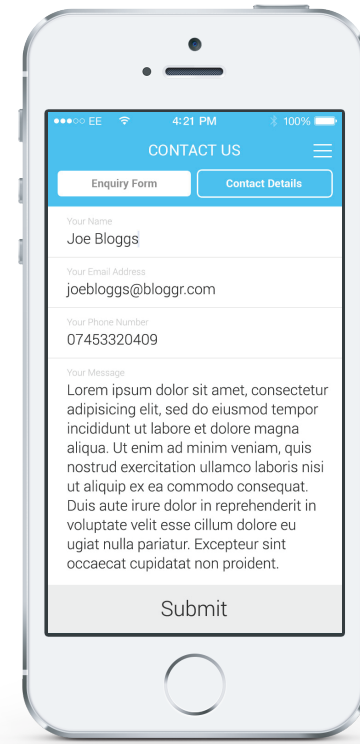 EE 4:21 PM 100%
CONTACT US
Enquiry Form Contact Details
Your Name
Joe Bloggs
Your Email Address
joebloggs@bloggr.com
Your Phone Number
07453320409
Your Message
Lorem ipsum dolor sit amet, consectetur
adipisicing elit, sed do eiusmod tempor
incididunt ut labore et dolore magna
aliqua. Ut enim ad minim veniam, quis
nostrud exercitation ullamco laboris nisi
ut aliquip ex ea commodo consequat.
Duis aute irure dolor in reprehenderit in
voluptate velit esse cillum dolore eu
ugiat nulla pariatur. Excepteur sint
occaecat cupidatat non proident.
Submit